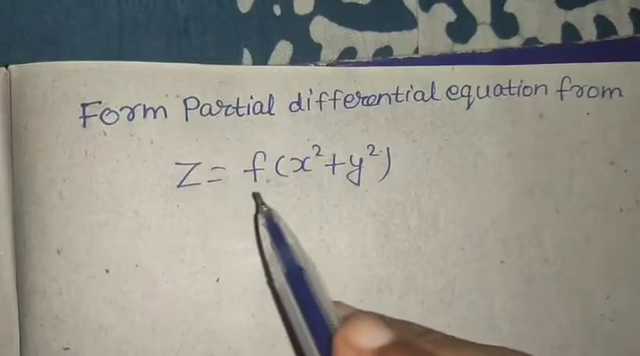 Form Partial differential equation from
Z = f(x²+y²)